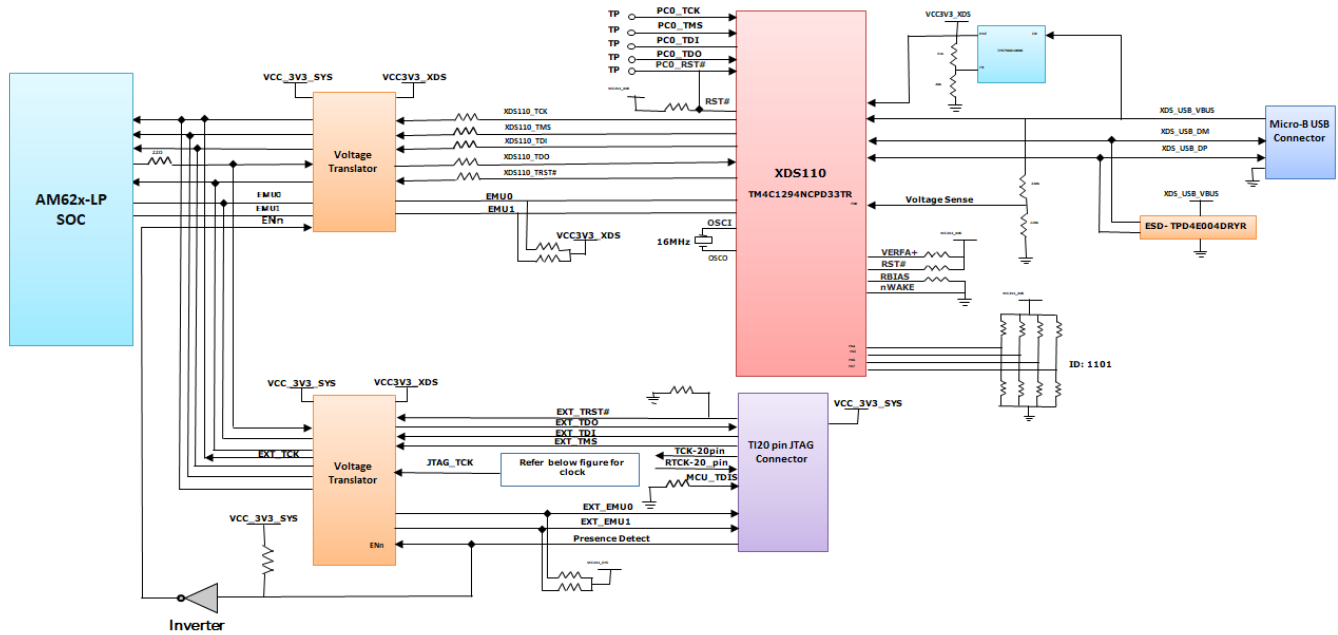 TP
PC0_TCK
TP
PC0_TMS
TP
PC0_TDI
TP
PC0_TDO
TP
PC0_RST#
VCC3V3_XDS
VCC_3V3_SYS
VCC3V3_XDS
RST#
XDS110_TCK
XDS110_TMS
XDS110_TDI
XDS110_TDO
XDS110_TRST#
22Ω
Voltage
Translator
AM62x-LP
SOC
EMU0
EMU1
ENn
EMU0
EMU1
VCC3V3_XDS
OSCI
16MHz
OSCO
XDS110
TM4C1294NCPD33TR
XDS_USB_VBUS
XDS_USB_DM
XDS_USB_DP
Micro-B USB
Connector
Voltage Sense
XDS_USB_VBUS
ESD- TPD4E004DRYR
VERFA+
RST#
RBIAS
nWAKE
ID: 1101
VCC_3V3_SYS
VCC3V3_XDS
Voltage
Translator
ENn
EXT_TCK
EXT_TRST#
EXT_TDO
EXT_TDI
EXT_TMS
JTAG_TCK
Refer below figure for
clock
TCK-20pin
RTCK-20_pin
MCU_TDIS
TI20 pin JTAG
Connector
VCC_3V3_SYS
EXT_EMU0
EXT_EMU1
Presence Detect
VCC_3V3_SYS
Inverter